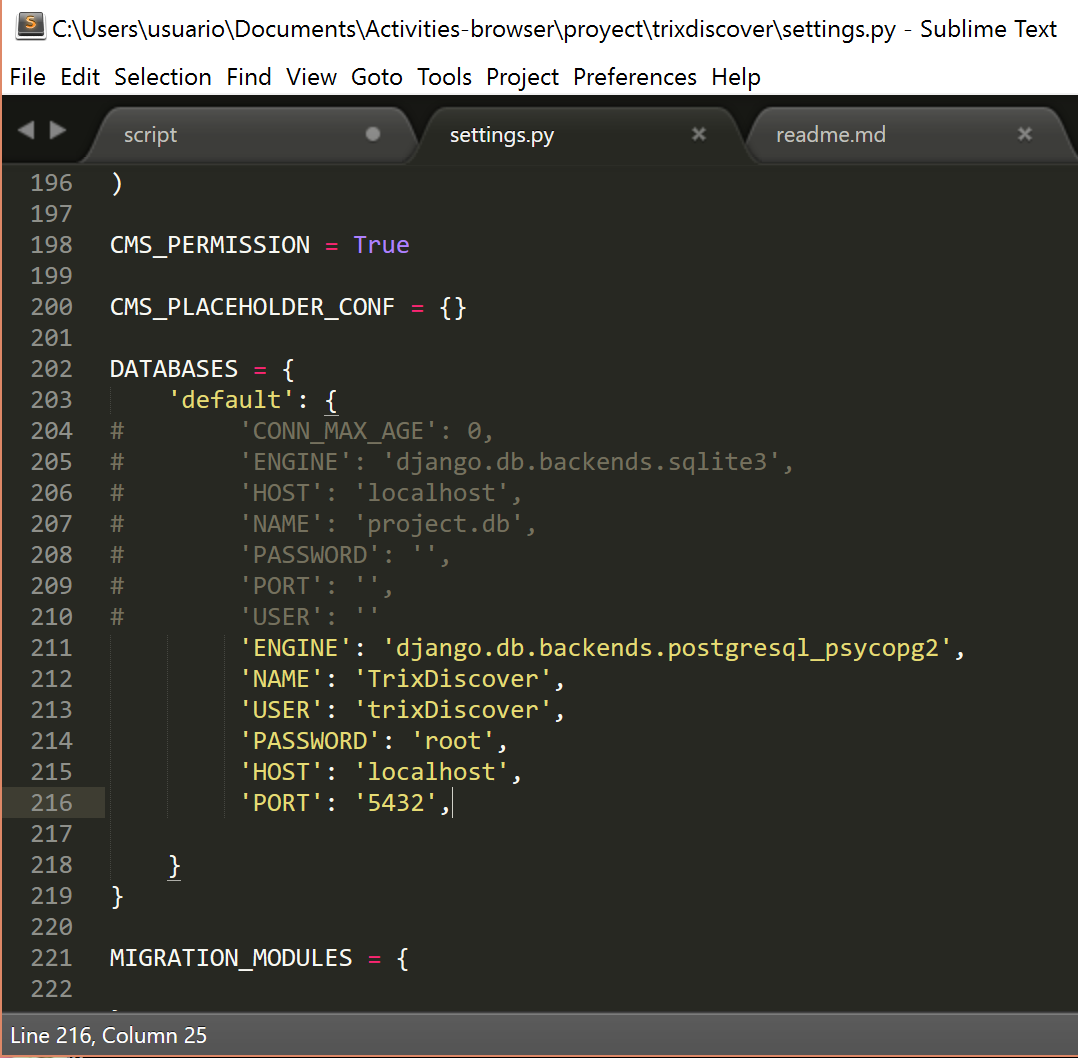 C:\Users\usuario\Documents\Activities-browser\proyect\trixdiscover\settings.py - Sublime Text
File Edit Selection Find View Goto Tools Project Preferences Help
script settings.py readme.md
196 )
197
198 CMS_PERMISSION = True
199
200 CMS_PLACEHOLDER_CONF = {}
201
202 DATABASES = {
203     'default': {
204 #        'CONN_MAX_AGE': 0,
205 #        'ENGINE': 'django.db.backends.sqlite3',
206 #        'HOST': 'localhost',
207 #        'NAME': 'project.db',
208 #        'PASSWORD': '',
209 #        'PORT': '',
210 #        'USER': ''
211          'ENGINE': 'django.db.backends.postgresql_psycopg2',
212          'NAME': 'TrixDiscover',
213          'USER': 'trixDiscover',
214          'PASSWORD': 'root',
215          'HOST': 'localhost',
216          'PORT': '5432',
217
218     }
219 }
220
221 MIGRATION_MODULES = {
222
Line 216, Column 25